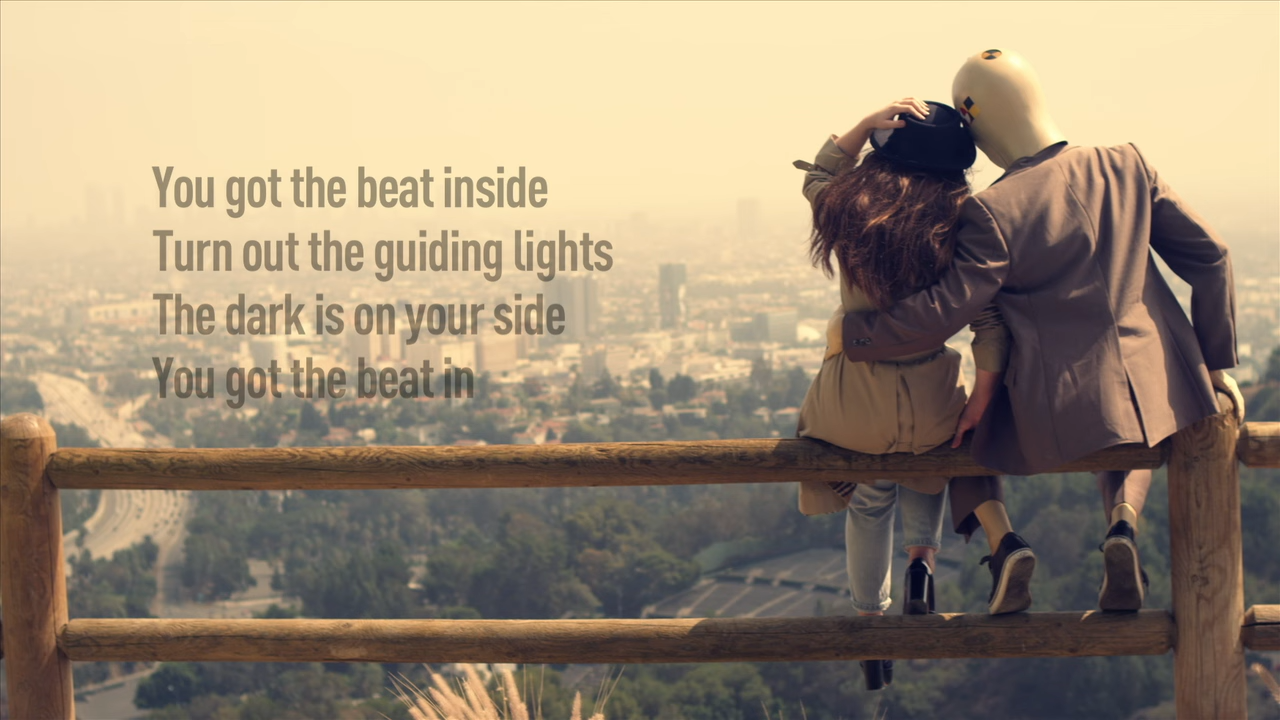 You got the beat inside
Turn out the guiding lights
The dark is on your side
You got the beat in